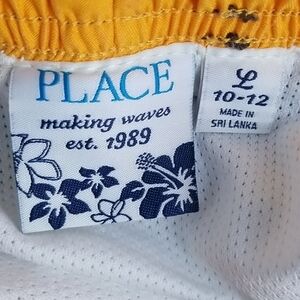 PLACE
making waves
est. 1989
L
10-12
MADE IN
SRI LANKA